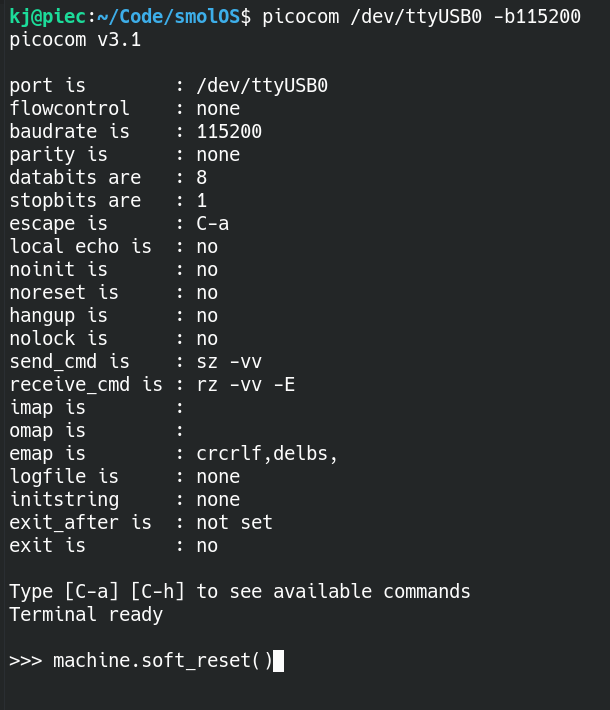 kj@piec:~/Code/smolOS$ picocom /dev/ttyUSB0 -b115200
picocom v3.1

port is        : /dev/ttyUSB0
flowcontrol    : none
baudrate is    : 115200
parity is      : none
databits are   : 8
stopbits are   : 1
escape is      : C-a
local echo is  : no
noinit is      : no
noreset is     : no
hangup is      : no
nolock is      : no
send_cmd is    : sz -vv
receive_cmd is : rz -vv -E
imap is        :
omap is        :
emap is        : crcrlf,delbs,
logfile is     : none
initstring     : none
exit_after is  : not set
exit is        : no

Type [C-a] [C-h] to see available commands
Terminal ready

>>> machine.soft_reset()